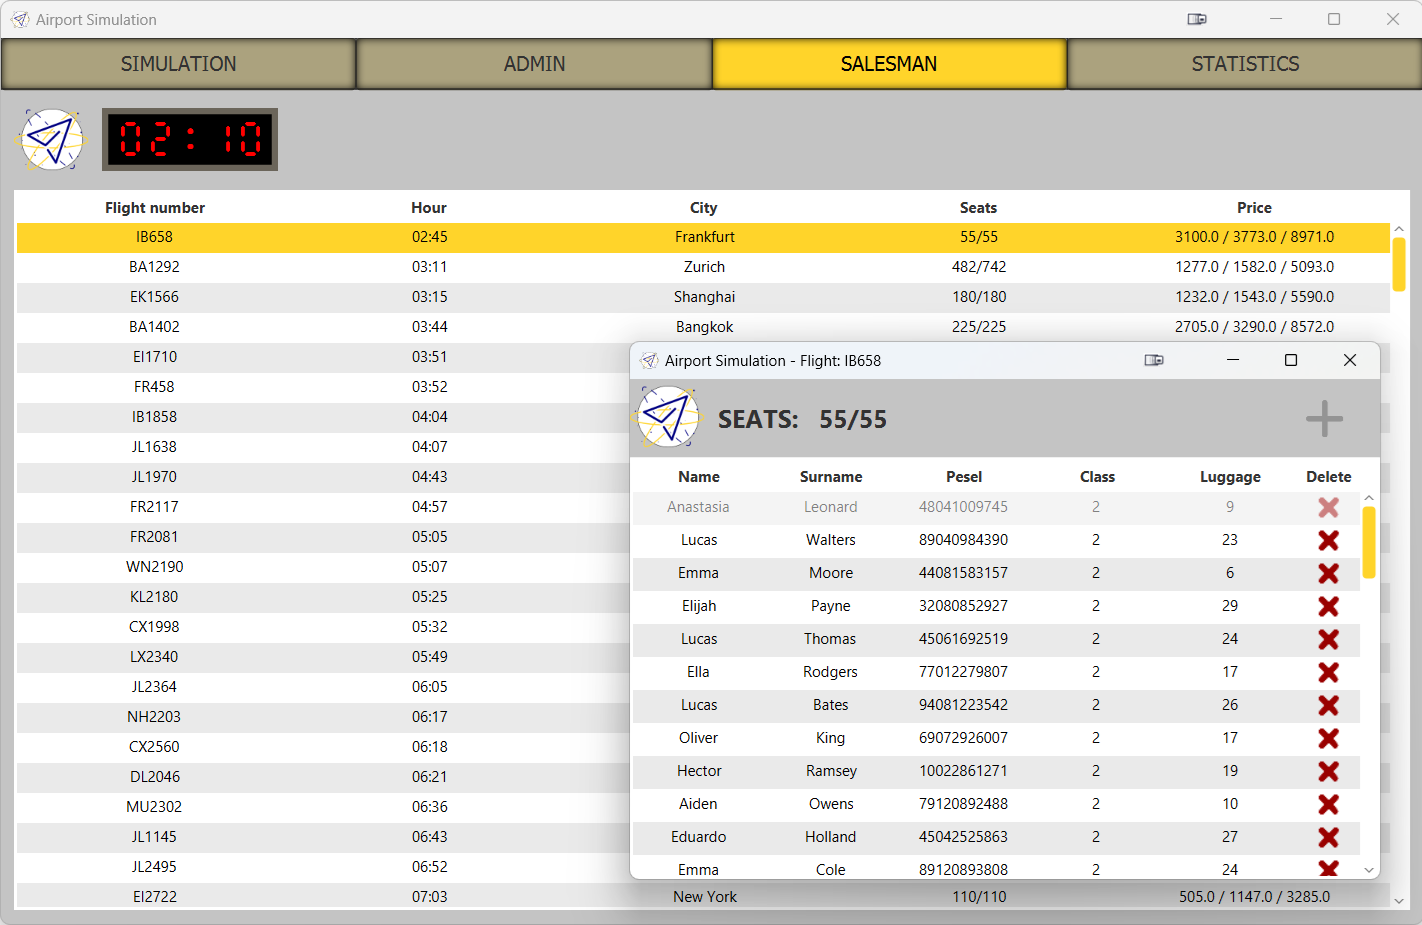 Airport Simulation
SIMULATION ADMIN SALESMAN STATISTICS
02:10
Flight number Hour City Seats Price
IB658 02:45 Frankfurt 55/55 3100.0 / 3773.0 / 8971.0
BA1292 03:11 Zurich 482/742 1277.0 / 1582.0 / 5093.0
EK1566 03:15 Shanghai 180/180 1232.0 / 1543.0 / 5590.0
BA1402 03:44 Bangkok 225/225 2705.0 / 3290.0 / 8572.0
EI1710 03:51
FR458 03:52
IB1858 04:04
JL1638 04:07
JL1970 04:43
FR2117 04:57
FR2081 05:05
WN2190 05:07
KL2180 05:25
CX1998 05:32
LX2340 05:49
JL2364 06:05
NH2203 06:17
CX2560 06:18
DL2046 06:21
MU2302 06:36
JL1145 06:43
JL2495 06:52
EI2722 07:03 New York 110/110 505.0 / 1147.0 / 3285.0
Airport Simulation - Flight: IB658
SEATS: 55/55
Name Surname Pesel Class Luggage Delete
Anastasia Leonard 48041009745 2 9
Lucas Walters 89040984390 2 23
Emma Moore 44081583157 2 6
Elijah Payne 32080852927 2 29
Lucas Thomas 45061692519 2 24
Ella Rodgers 77012279807 2 17
Lucas Bates 94081223542 2 26
Oliver King 69072926007 2 17
Hector Ramsey 10022861271 2 19
Aiden Owens 79120892488 2 10
Eduardo Holland 45042525863 2 27
Emma Cole 89120893808 2 24